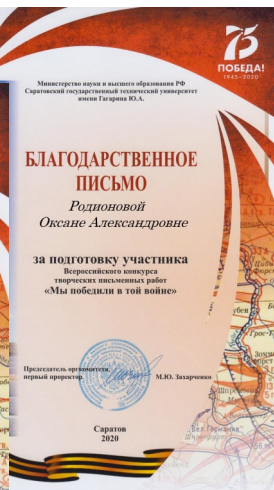 75
ПОБЕДА!
1945-2020
Министерство науки и высшего образования РФ
Саратовский государственный технический университет
имени Гагарина Ю.А.
БЛАГОДАРСТВЕННОЕ
ПИСЬМО
Родионовой
Оксане Александровне
за подготовку участника
Всероссийского конкурса
творческих письменных работ
«Мы победили в той войне»
Председатель оргкомитета,
первый проректор
М.Ю. Захарченко
Саратов
2020